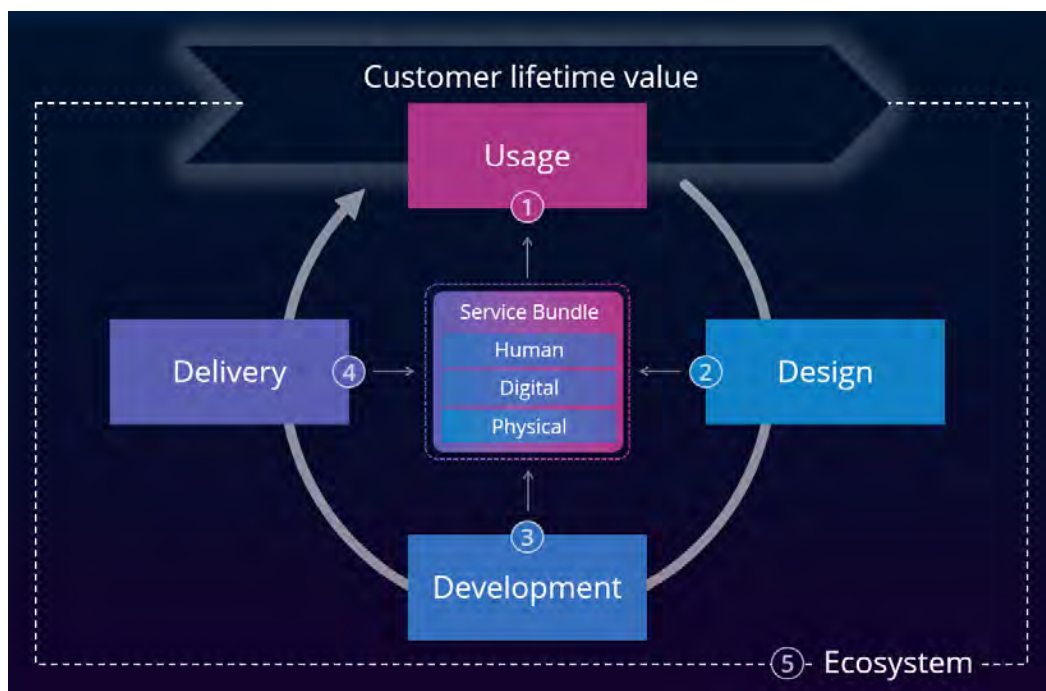 Customer lifetime value
Usage
1
Service Bundle
Human
Digital
Physical
Delivery
4
2
Design
3
Development
5
Ecosystem